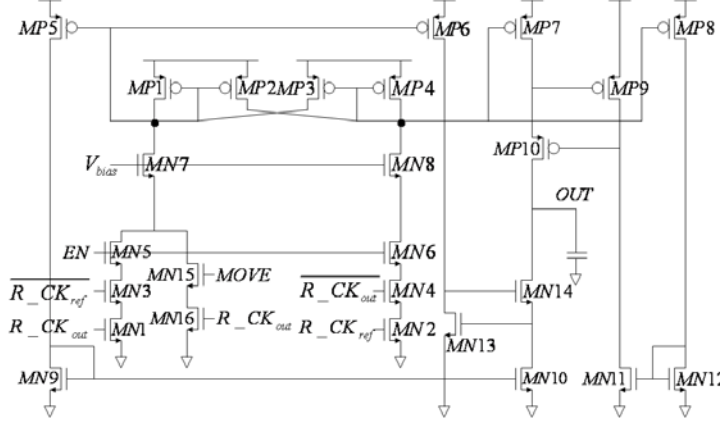 MP5 MP6 MP7 MP8
MP1 MP2 MP3 MP4 MP9
MP10
V_bias MN7 MN8
OUT
EN MN5 MN6
MN15 MOVE
R_CK_ref MN3 R_CK_out MN4 MN14
R_CK_out MN1 MN16 R_CK_out R_CK_ref MN2
MN13
MN9 MN10 MN11 MN12